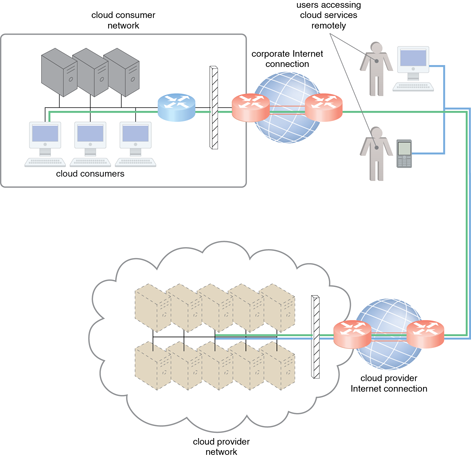 cloud consumer
network
users accessing
cloud services
remotely
corporate Internet
connection
cloud consumers
cloud provider
Internet connection
cloud provider
network